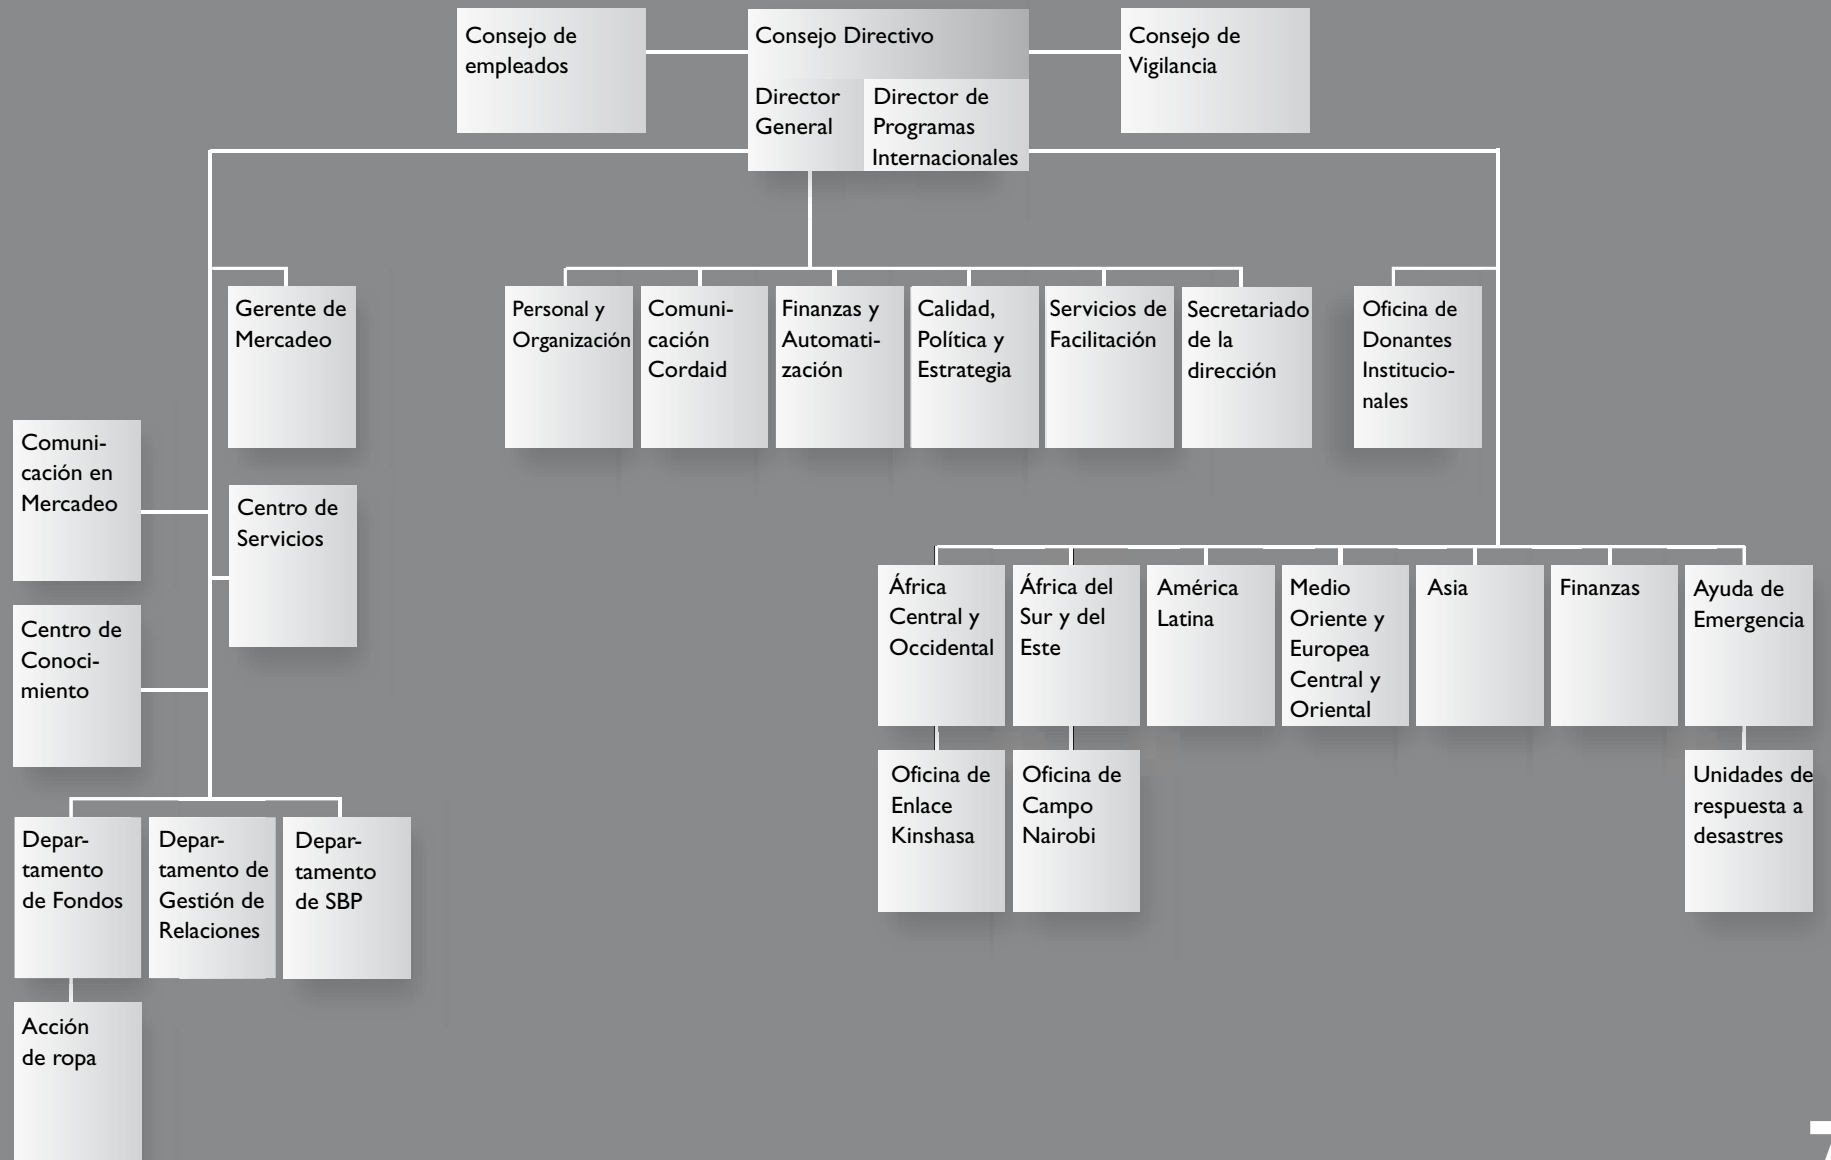 Consejo de
empleados
Consejo Directivo
Consejo de
Vigilancia
Director
General
Director de
Programas
Internacionales
Gerente de
Mercadeo
Personal y
Organización
Comuni-
cación
Cordaid
Finanzas y
Automati-
zación
Calidad,
Política y
Estrategia
Servicios de
Facilitación
Secretariado
de la
dirección
Oficina de
Donantes
Institucio-
nales
Comuni-
cación en
Mercadeo
Centro de
Servicios
Centro de
Conoci-
miento
África
Central y
Occidental
África del
Sur y del
Este
América
Latina
Medio
Oriente y
Europea
Central y
Oriental
Asia
Finanzas
Ayuda de
Emergencia
Oficina de
Enlace
Kinshasa
Oficina de
Campo
Nairobi
Unidades de
respuesta a
desastres
Depar-
tamento
de Fondos
Depar-
tamento de
Gestión de
Relaciones
Depar-
tamento
de SBP
Acción
de ropa